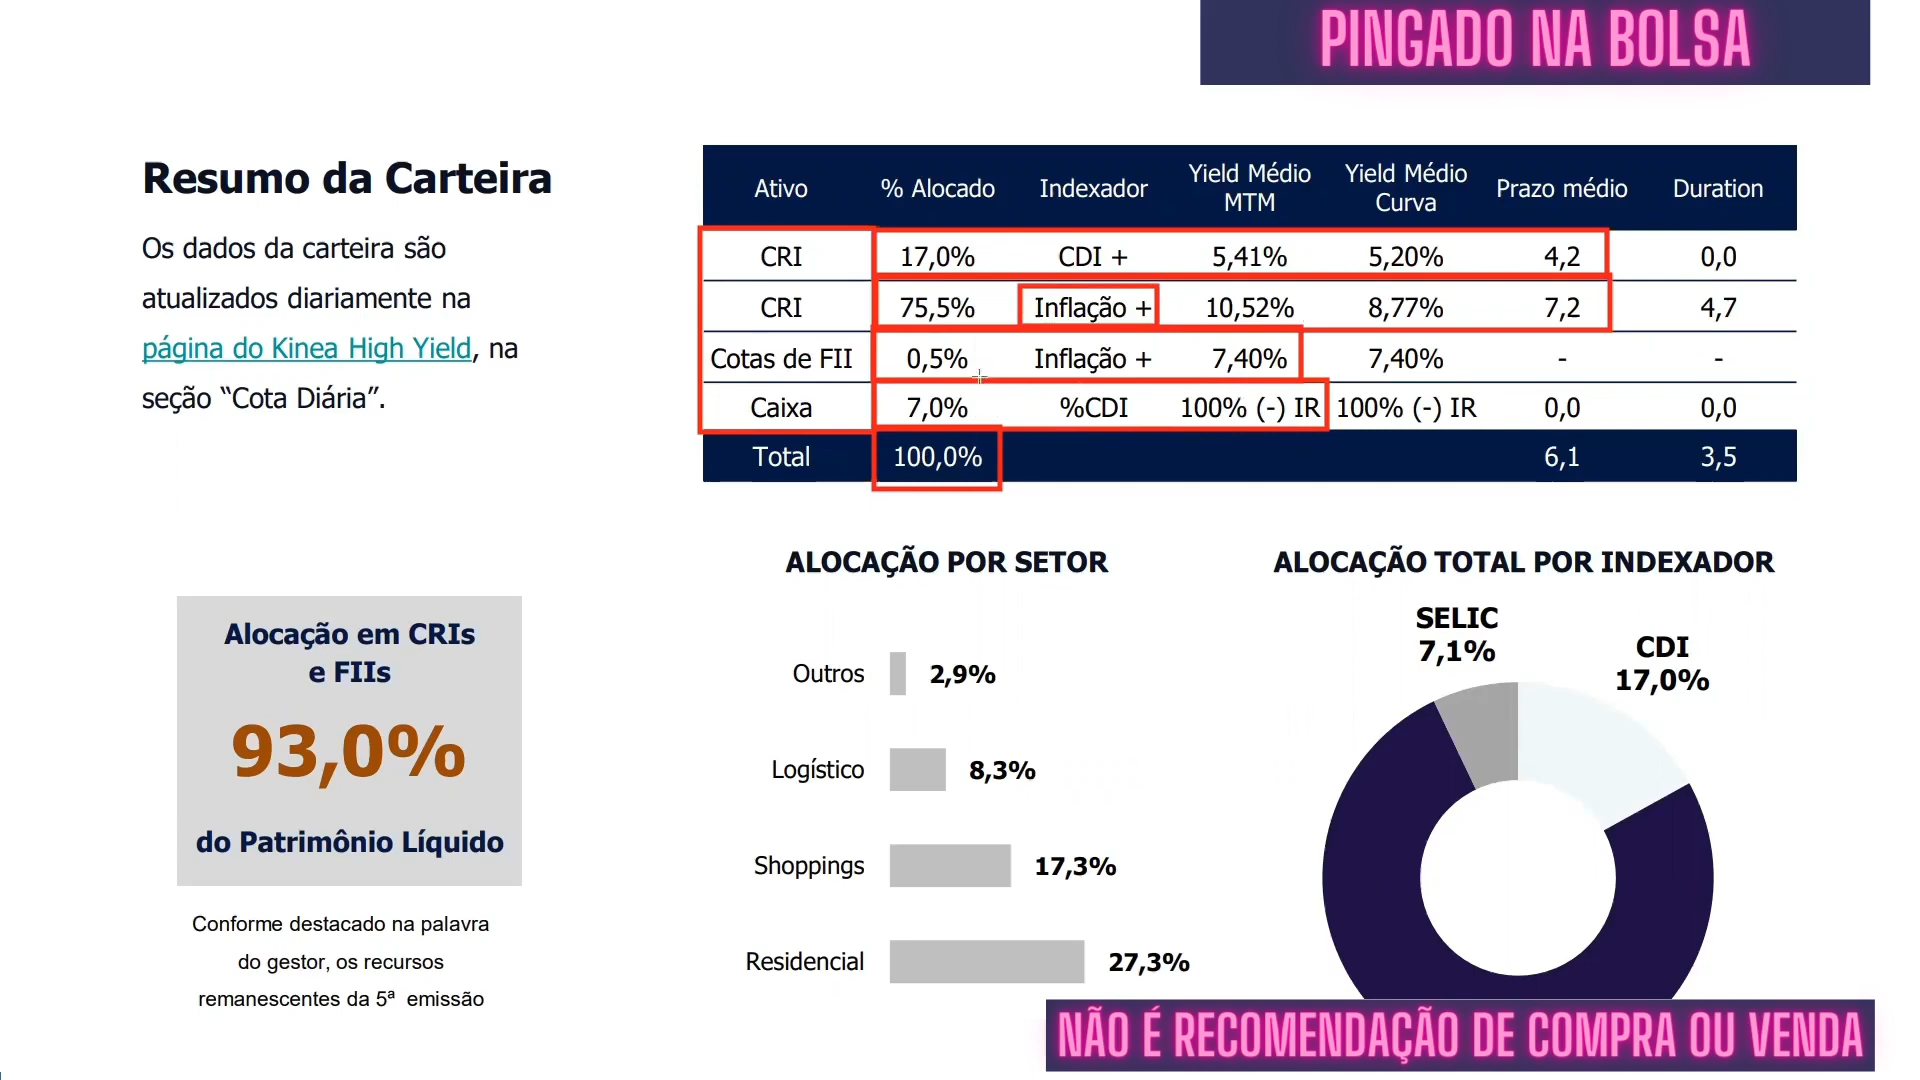 PINGADO NA BOLSA
Resumo da Carteira
Os dados da carteira são
atualizados diariamente na
página do Kinea High Yield, na
seção “Cota Diária”.
Ativo % Alocado Indexador Yield Médio MTM Yield Médio Curva Prazo médio Duration
CRI 17,0% CDI + 5,41% 5,20% 4,2 0,0
CRI 75,5% Inflação + 10,52% 8,77% 7,2 4,7
Cotas de FII 0,5% Inflação + 7,40% 7,40% - -
Caixa 7,0% %CDI 100% (-) IR 100% (-) IR 0,0 0,0
Total 100,0% 6,1 3,5
Alocação em CRIs
e FIIs
93,0%
do Patrimônio Líquido
Conforme destacado na palavra
do gestor, os recursos
remanescentes da 5ª emissão
ALOCAÇÃO POR SETOR
Outros 2,9%
Logístico 8,3%
Shoppings 17,3%
Residencial 27,3%
ALOCAÇÃO TOTAL POR INDEXADOR
SELIC
7,1%
CDI
17,0%
NÃO É RECOMENDAÇÃO DE COMPRA OU VENDA